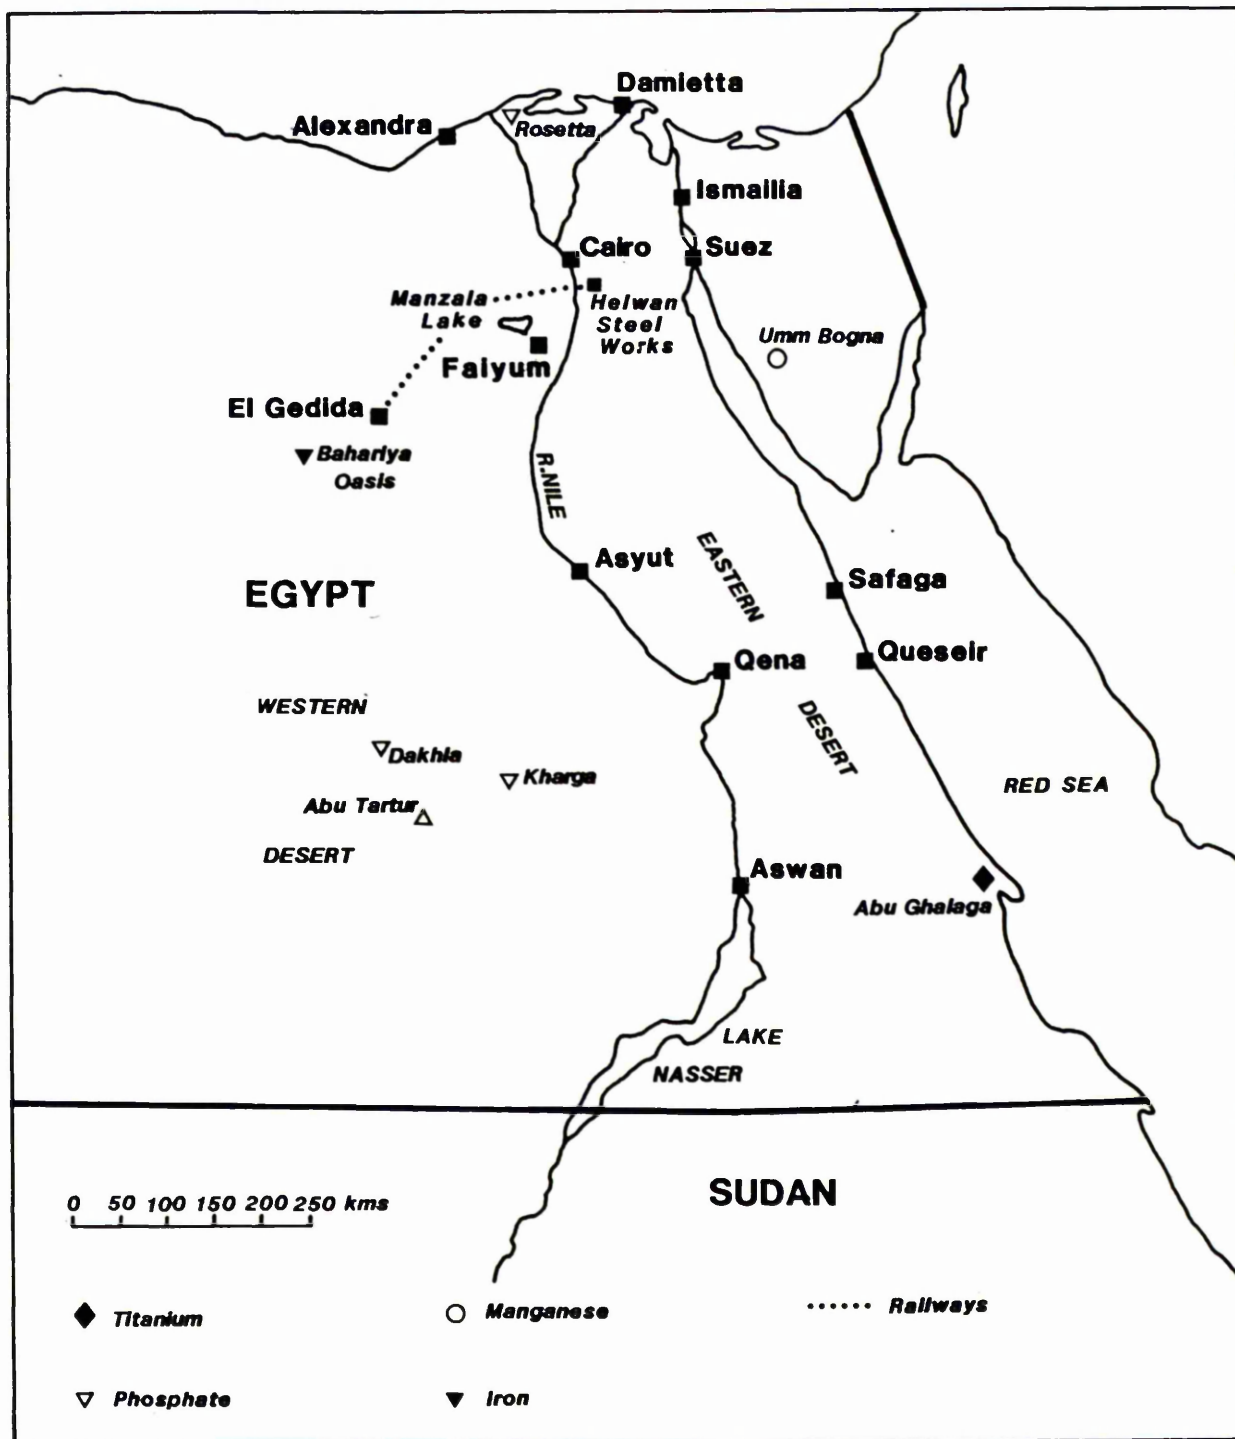 Damietta
Alexandra
Rosetta
Ismailia
Cairo
Suez
Manzala
Lake
Helwan
Steel
Works
Umm Bogna
Faiyum
El Gedida
Bahariya
Oasis
R.NILE
EASTERN
DESERT
Asyut
Safaga
EGYPT
Qena
Queseir
WESTERN
DESERT
Dakhla
Kharga
Abu Tartur
RED SEA
Aswan
Abu Ghalaga
LAKE
NASSER
SUDAN
0 50 100 150 200 250 kms
Titanium
Manganese
Railways
Phosphate
Iron